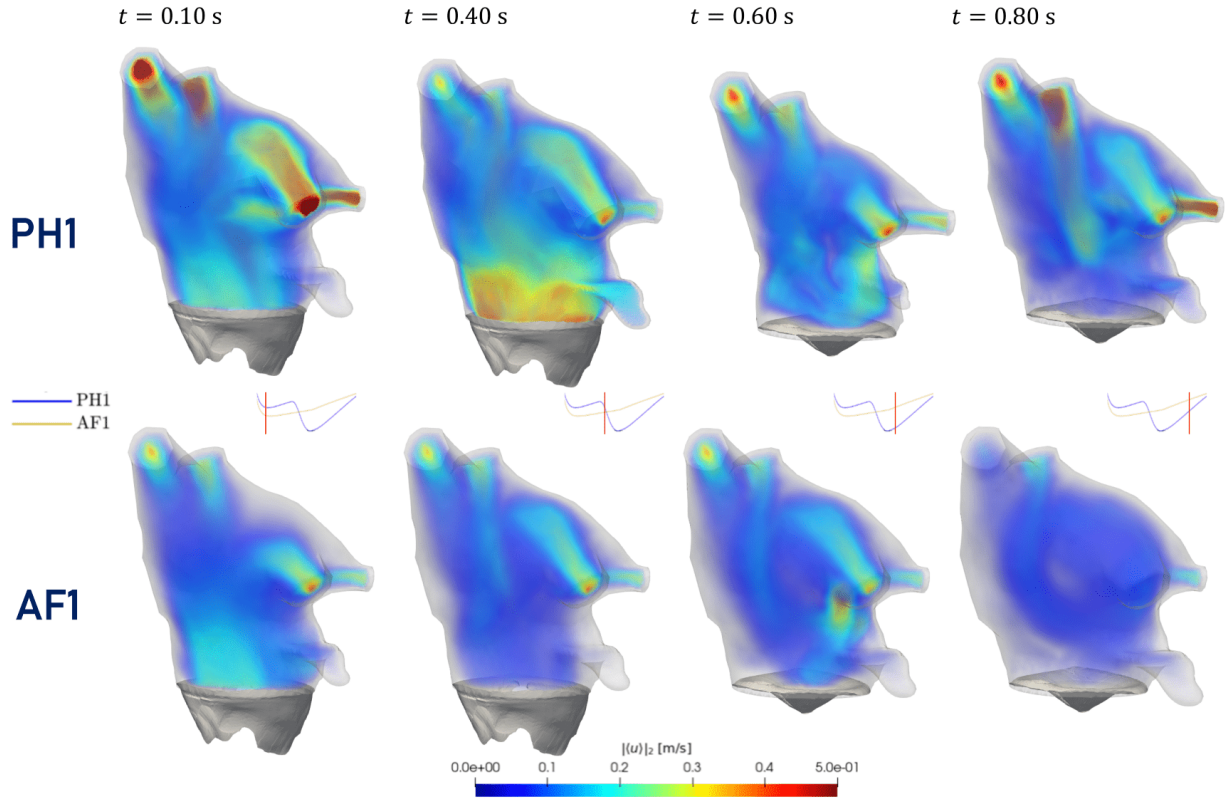 t = 0.10 s
t = 0.40 s
t = 0.60 s
t = 0.80 s
PH1
PH1
AF1
AF1
|⟨u⟩|₂ [m/s]
0.0e+00 0.1 0.2 0.3 0.4 5.0e-01